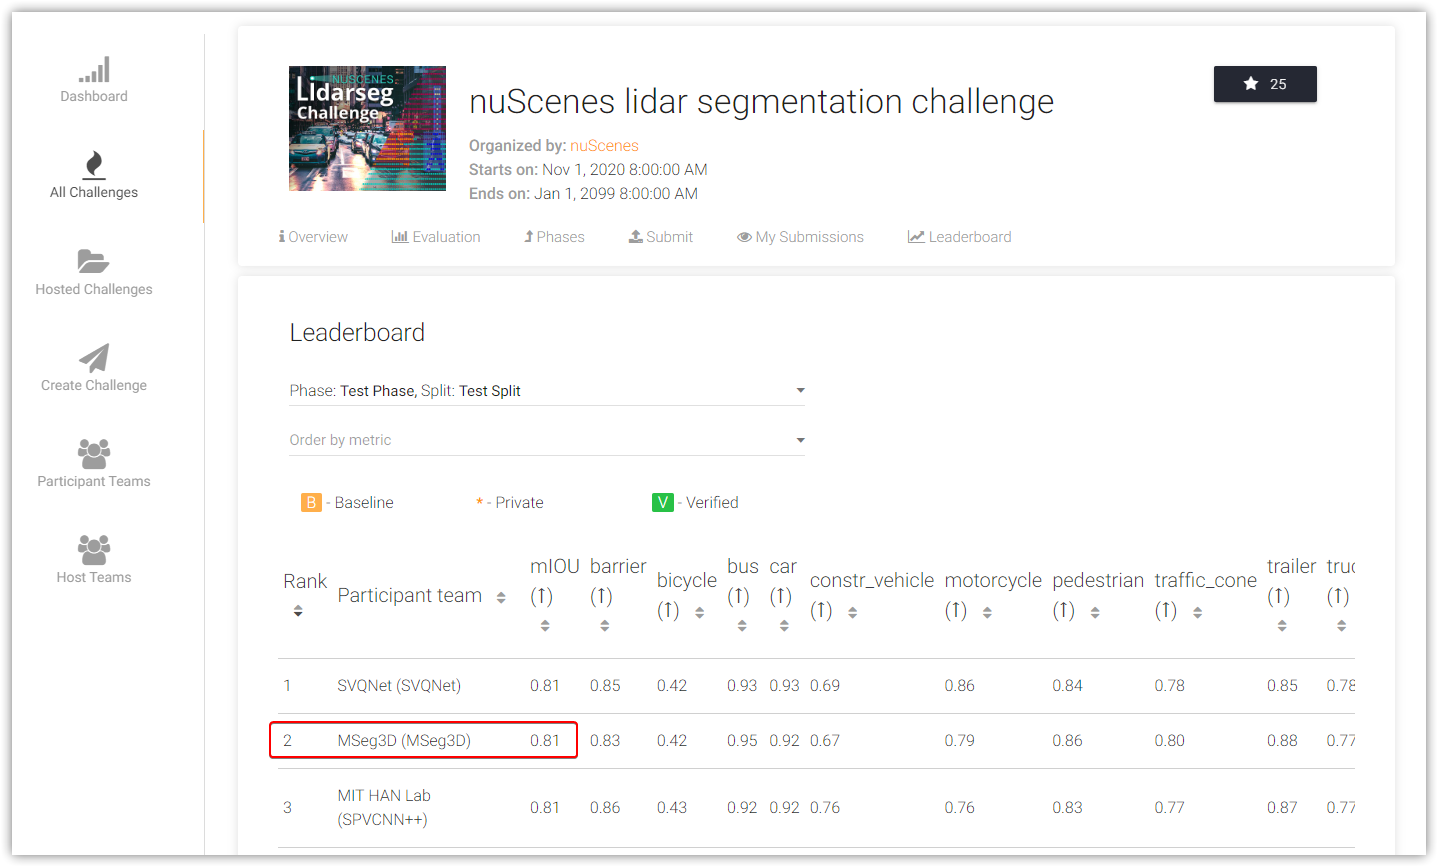 Dashboard
All Challenges
Hosted Challenges
Create Challenge
Participant Teams
Host Teams
NUSCENES
Lidarseg
Challenge
nuScenes lidar segmentation challenge
Organized by: nuScenes
Starts on: Nov 1, 2020 8:00:00 AM
Ends on: Jan 1, 2099 8:00:00 AM
25
Overview Evaluation Phases Submit My Submissions Leaderboard
Leaderboard
Phase: Test Phase, Split: Test Split
Order by metric
B - Baseline * - Private V - Verified
Rank Participant team mIOU (↑) barrier (↑) bicycle (↑) bus (↑) car (↑) constr_vehicle (↑) motorcycle (↑) pedestrian (↑) traffic_cone (↑) trailer (↑) truc (↑)
1 SVQNet (SVQNet) 0.81 0.85 0.42 0.93 0.93 0.69 0.86 0.84 0.78 0.85 0.78
2 MSeg3D (MSeg3D) 0.81 0.83 0.42 0.95 0.92 0.67 0.79 0.86 0.80 0.88 0.77
3 MIT HAN Lab (SPVCNN++) 0.81 0.86 0.43 0.92 0.92 0.76 0.76 0.83 0.77 0.87 0.77